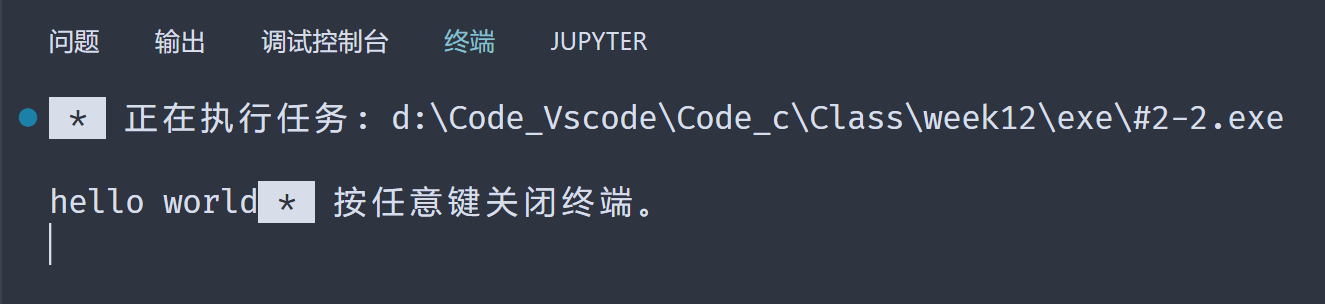 问题 输出 调试控制台 终端 JUPYTER
* 正在执行任务: d:\Code_Vscode\Code_c\Class\week12\exe\#2-2.exe
hello world * 按任意键关闭终端。